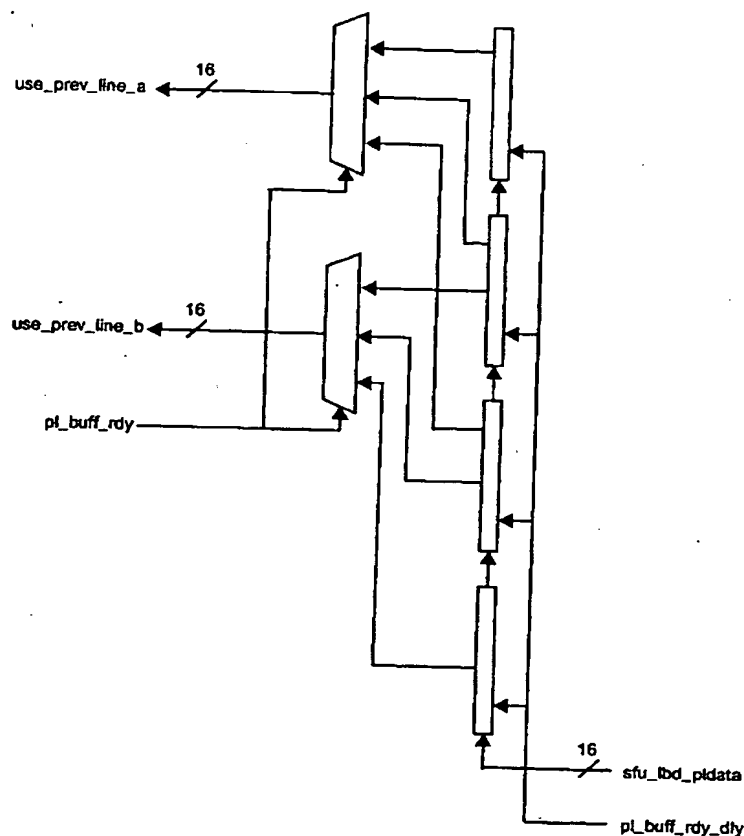 16
use_prev_line_a
16
use_prev_line_b
pl_buff_rdy
16
sfu_lbd_pldata
pl_buff_rdy_dly